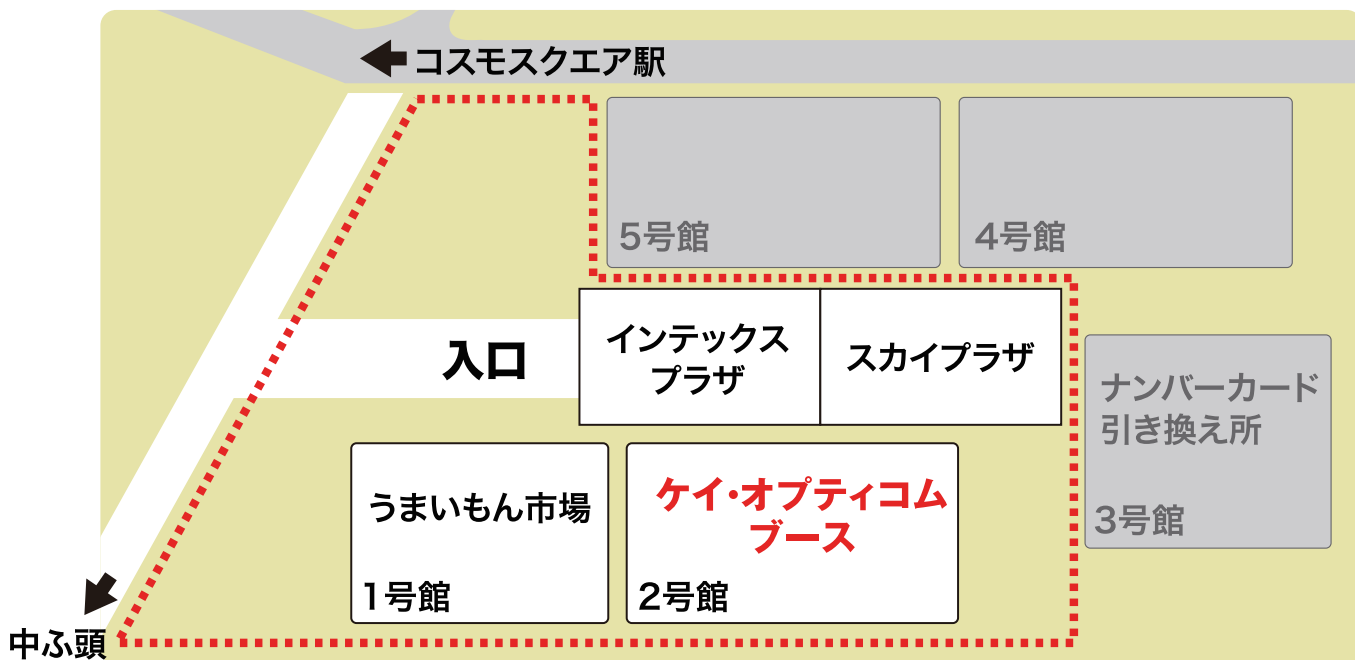 コスモスクエア駅
5号館
4号館
入口
インテックス
プラザ
スカイプラザ
ナンバーカード
引き換え所
3号館
うまいもん市場
1号館
ケイ・オプティコム
ブース
2号館
中ふ頭